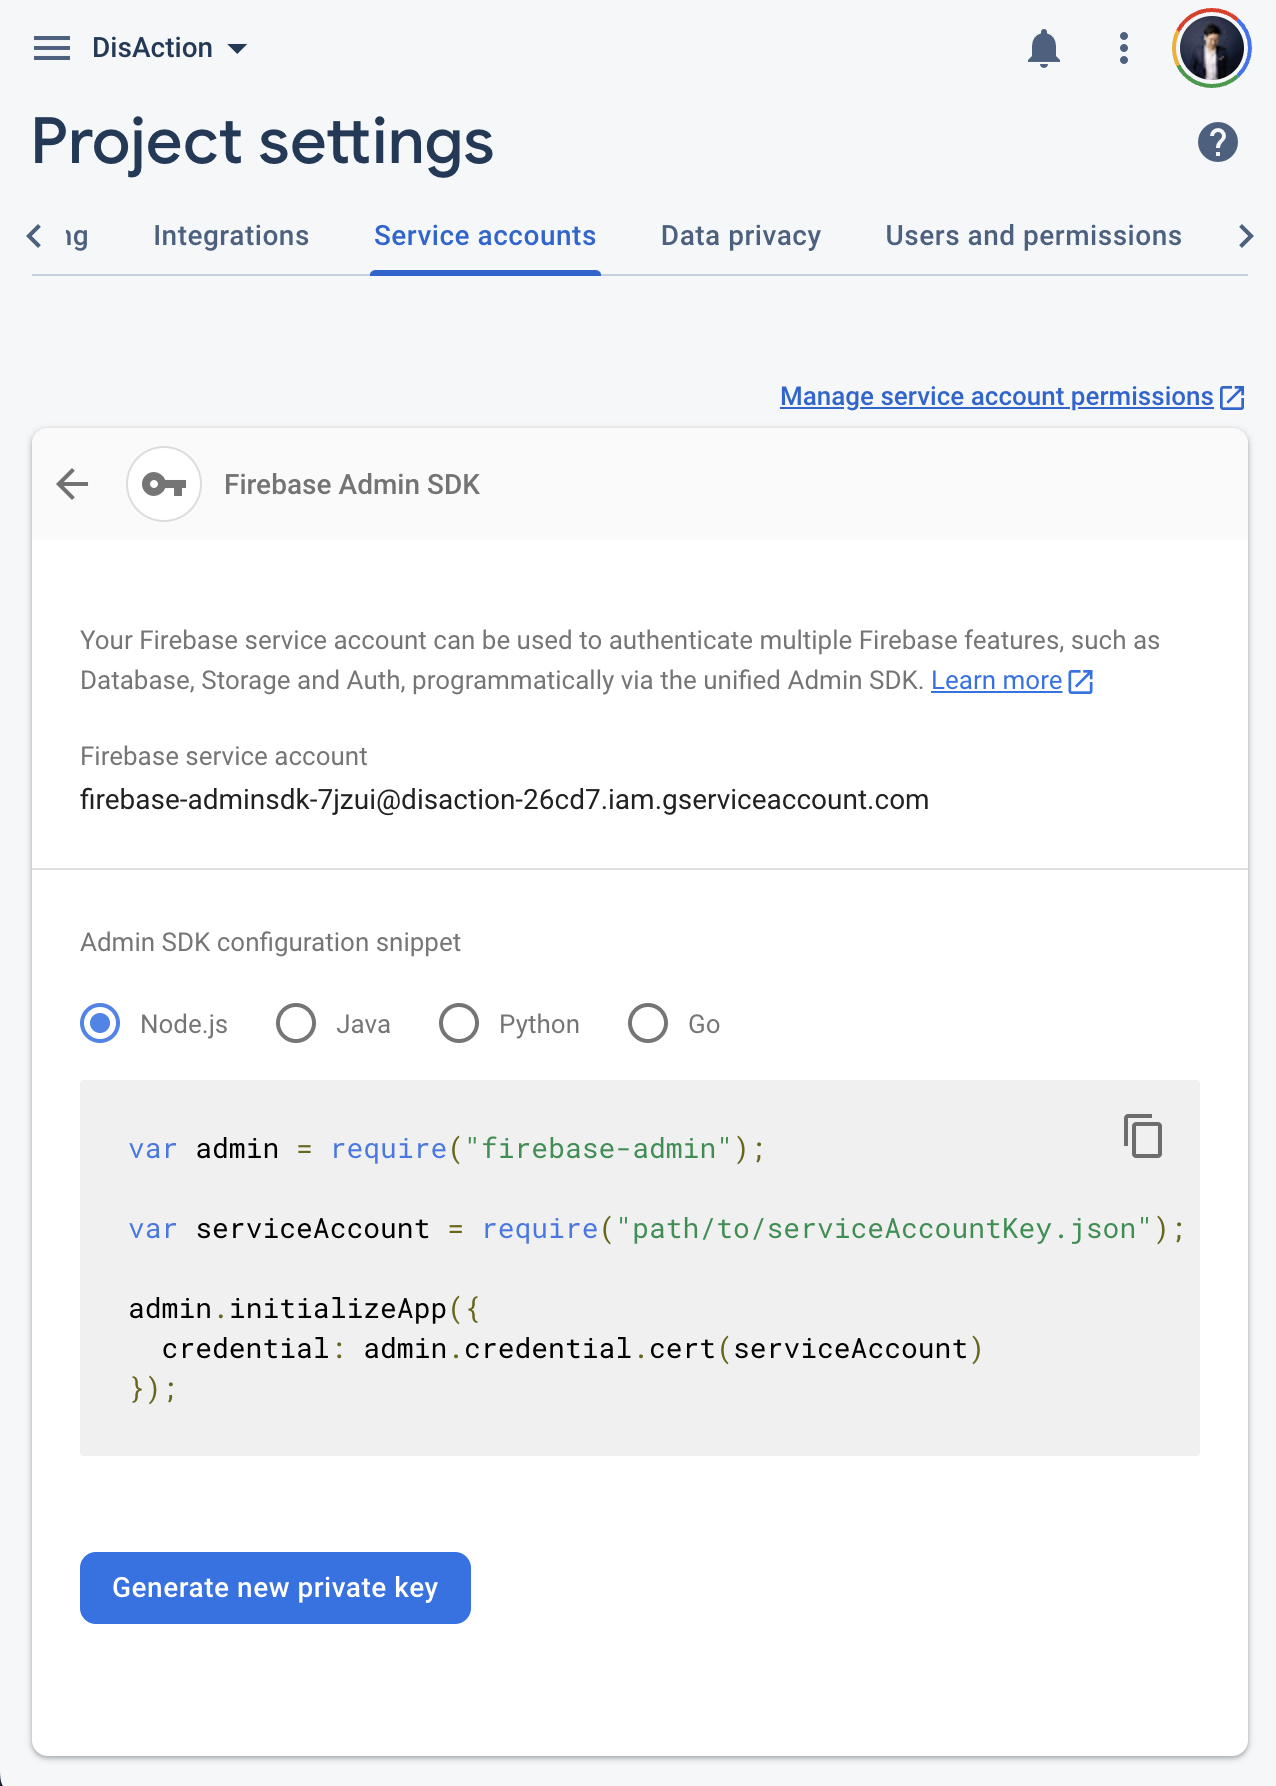 DisAction
Project settings
?
ng Integrations Service accounts Data privacy Users and permissions
Manage service account permissions
Firebase Admin SDK
Your Firebase service account can be used to authenticate multiple Firebase features, such as
Database, Storage and Auth, programmatically via the unified Admin SDK. Learn more
Firebase service account
firebase-adminsdk-7jzui@disaction-26cd7.iam.gserviceaccount.com
Admin SDK configuration snippet
Node.js Java Python Go
var admin = require("firebase-admin");
var serviceAccount = require("path/to/serviceAccountKey.json");
admin.initializeApp({
  credential: admin.credential.cert(serviceAccount)
});
Generate new private key